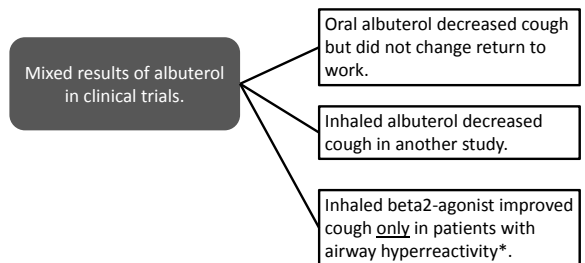 Mixed results of albuterol
in clinical trials.
Oral albuterol decreased cough
but did not change return to
work.
Inhaled albuterol decreased
cough in another study.
Inhaled beta2-agonist improved
cough only in patients with
airway hyperreactivity*.